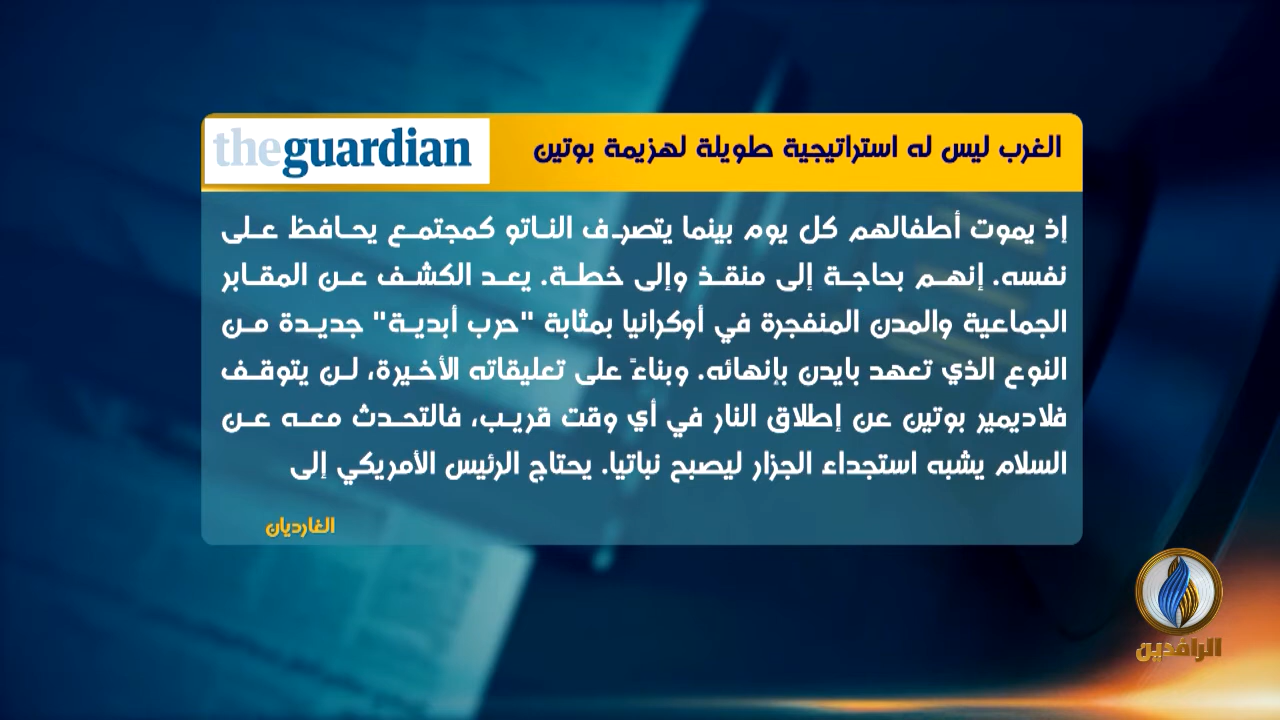 الغرب ليس له استراتيجية طويلة لهزيمة بوتين
theguardian
إذ يموت أطفالهم كل يوم بينما يتصرف الناتو كمجتمع يحافظ على
نفسه. إنهم بحاجة إلى منقذ وإلى خطة. يعد الكشف عن المقابر
الجماعية والمدن المنفجرة في أوكرانيا بمثابة "حرب أبدية" جديدة من
النوع الذي تعهد بايدن بإنهائه. وبناءً على تعليقاته الأخيرة، لن يتوقف
فلاديمير بوتين عن إطلاق النار في أي وقت قريب، فالتحدث معه عن
السلام يشبه استجداء الجزار ليصبح نباتيا. يحتاج الرئيس الأمريكي إلى
الغارديان
الرافدين